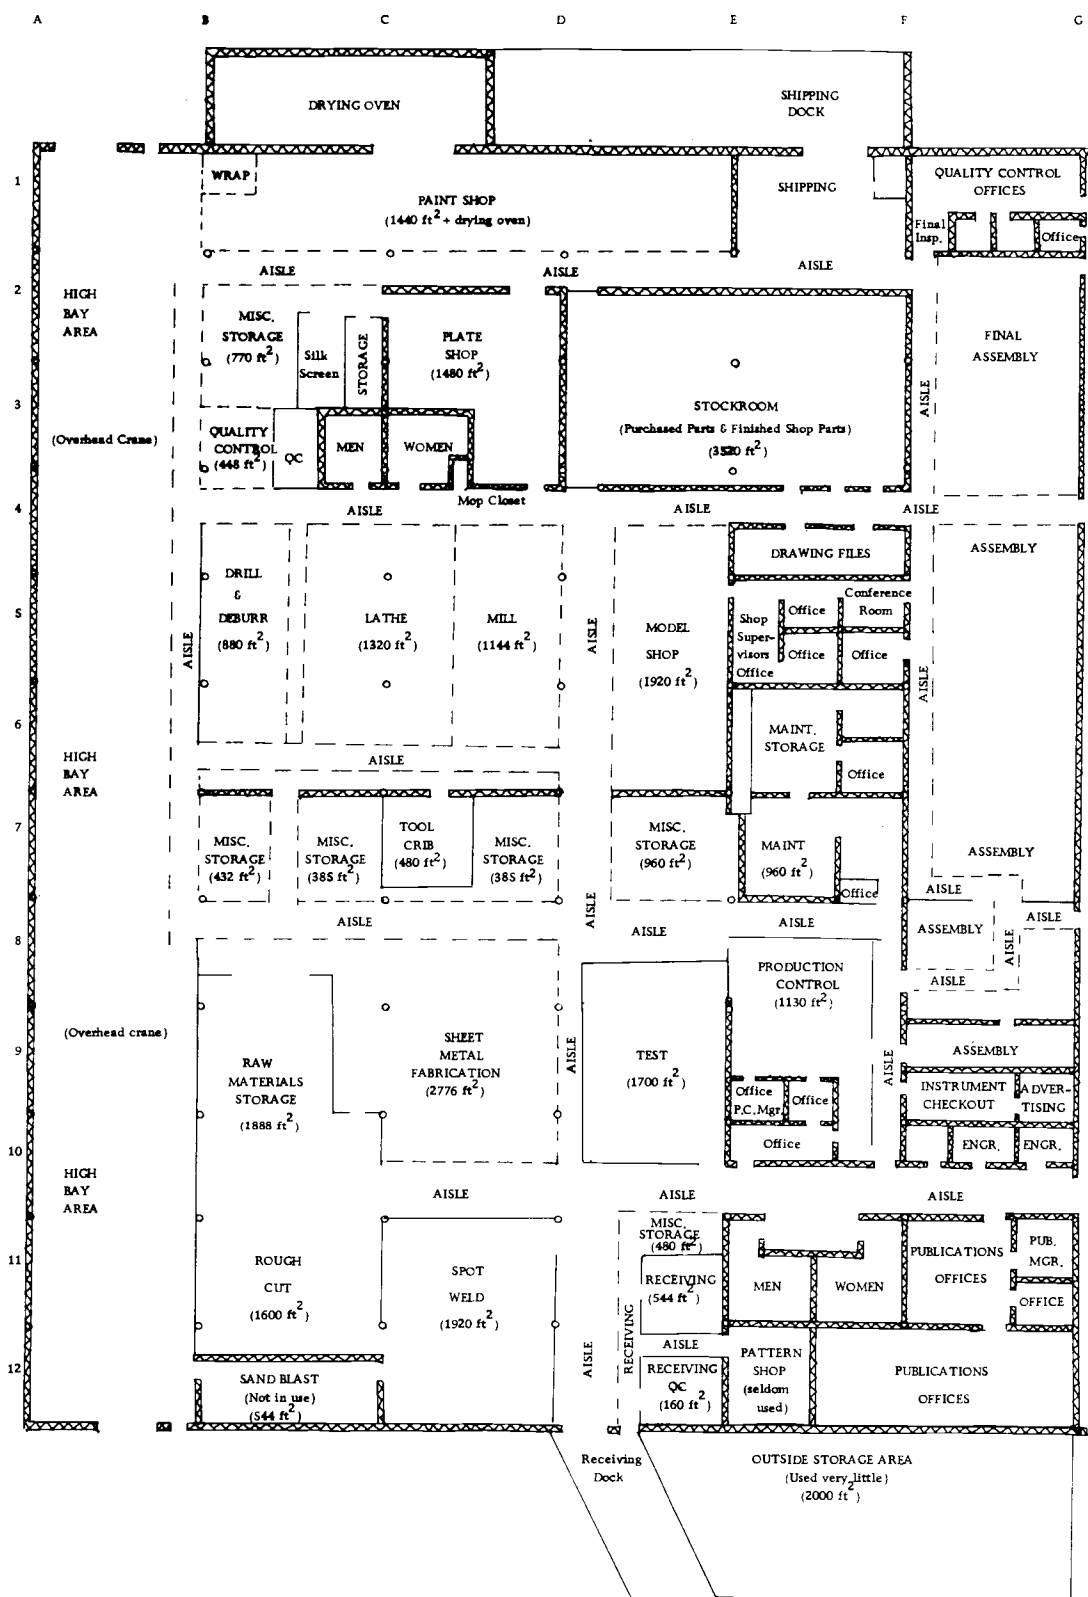 A B C D E F G
DRYING OVEN
SHIPPING
DOCK
1
WRAP
PAINT SHOP
(1440 ft² + drying oven)
SHIPPING
QUALITY CONTROL
OFFICES
Final
Insp.
Office
AISLE
AISLE
AISLE
2
HIGH
BAY
AREA
MISC.
STORAGE
(770 ft²)
Silk
Screen
STORAGE
PLATE
SHOP
(1480 ft²)
FINAL
ASSEMBLY
AISLE
3
(Overhead Crane)
QUALITY
CONTROL
(448 ft²)
QC
MEN
WOMEN
STOCKROOM
(Purchased Parts & Finished Shop Parts)
(3520 ft²)
Mop Closet
4
AISLE
AISLE
AISLE
DRAWING FILES
ASSEMBLY
5
AISLE
DRILL
&
DEBURR
(880 ft²)
LATHE
(1320 ft²)
MILL
(1144 ft²)
AISLE
MODEL
SHOP
(1920 ft²)
Shop
Super-
visors
Office
Office
Office
Conference
Room
Office
AISLE
6
HIGH
BAY
AREA
AISLE
MAINT.
STORAGE
Office
7
MISC.
STORAGE
(432 ft²)
MISC.
STORAGE
(385 ft²)
TOOL
CRIB
(480 ft²)
MISC.
STORAGE
(385 ft²)
MISC.
STORAGE
(960 ft²)
MAINT
(960 ft²)
Office
ASSEMBLY
AISLE
AISLE
AISLE
8
AISLE
AISLE
AISLE
ASSEMBLY
AISLE
AISLE
(Overhead crane)
9
RAW
MATERIALS
STORAGE
(1888 ft²)
SHEET
METAL
FABRICATION
(2776 ft²)
AISLE
TEST
(1700 ft²)
PRODUCTION
CONTROL
(1130 ft²)
AISLE
ASSEMBLY
INSTRUMENT
CHECKOUT
ADVER-
TISING
Office
P.C. Mgr.
Office
Office
ENGR.
ENGR.
10
HIGH
BAY
AREA
AISLE
AISLE
AISLE
11
ROUGH
CUT
(1600 ft²)
SPOT
WELD
(1920 ft²)
MISC.
STORAGE
(480 ft²)
RECEIVING
(544 ft²)
MEN
WOMEN
PUBLICATIONS
OFFICES
PUB.
MGR.
OFFICE
12
SAND BLAST
(Not in use)
(544 ft²)
AISLE
RECEIVING
AISLE
RECEIVING
QC
(160 ft²)
PATTERN
SHOP
(seldom
used)
PUBLICATIONS
OFFICES
Receiving
Dock
OUTSIDE STORAGE AREA
(Used very little)
(2000 ft²)